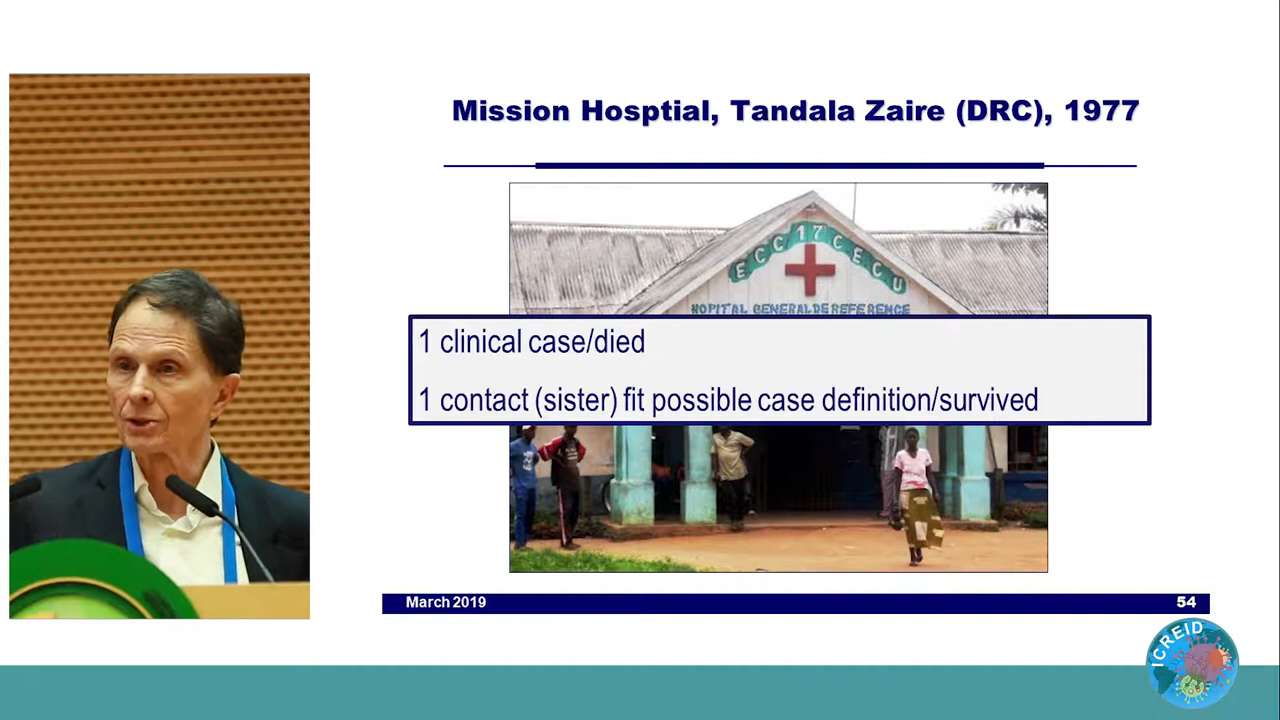 Mission Hosptial, Tandala Zaire (DRC), 1977
ECC 17 CECU
HOPITAL GENERAL DE REFERENCE
1 clinical case/died
1 contact (sister) fit possible case definition/survived
March 2019
54
ICREID